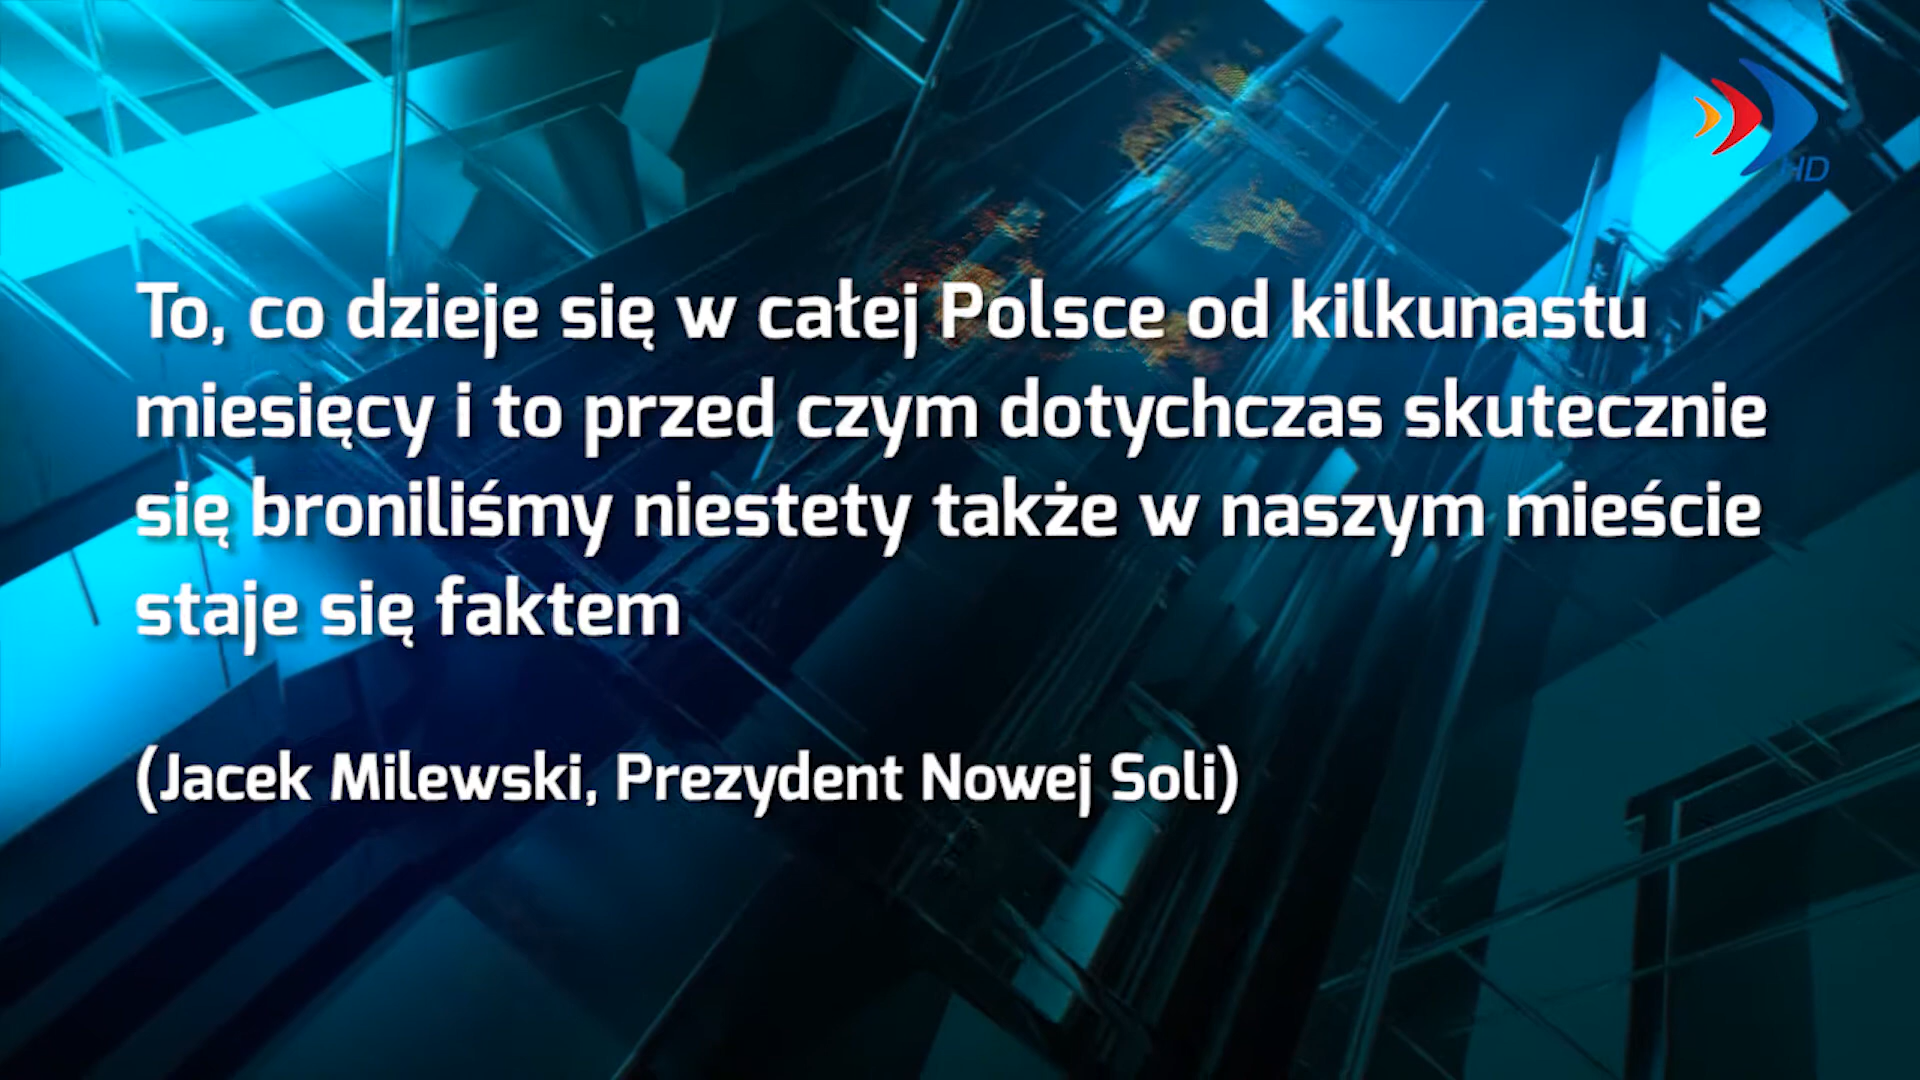 HD
To, co dzieje się w całej Polsce od kilkunastu
miesięcy i to przed czym dotychczas skutecznie
się broniliśmy niestety także w naszym mieście
staje się faktem
(Jacek Milewski, Prezydent Nowej Soli)